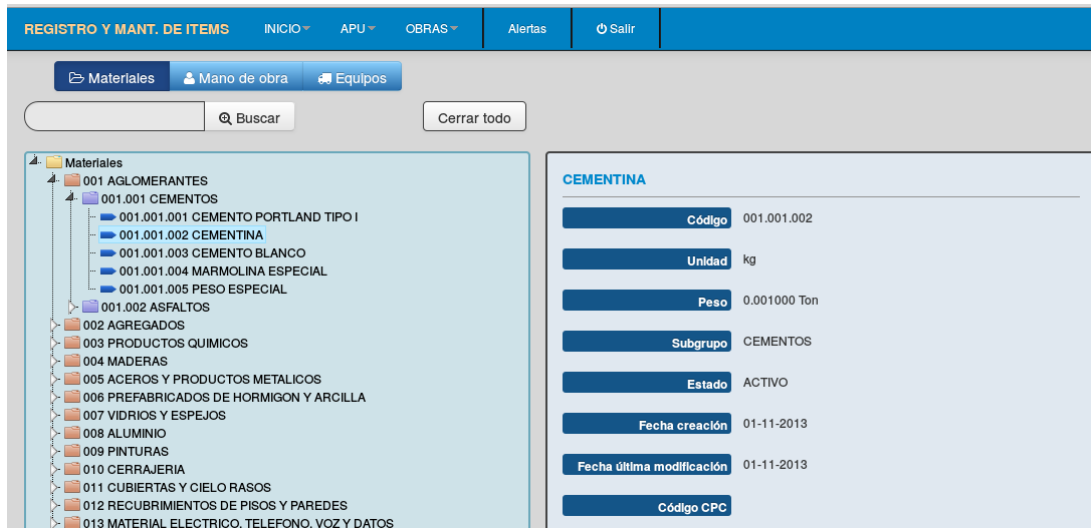 REGISTRO Y MANT. DE ITEMS INICIO APU OBRAS Alertas Salir
Materiales Mano de obra Equipos
Buscar Cerrar todo
Materiales
001 AGLOMERANTES
001.001 CEMENTOS
001.001.001 CEMENTO PORTLAND TIPO I
001.001.002 CEMENTINA
001.001.003 CEMENTO BLANCO
001.001.004 MARMOLINA ESPECIAL
001.001.005 PESO ESPECIAL
001.002 ASFALTOS
002 AGREGADOS
003 PRODUCTOS QUIMICOS
004 MADERAS
005 ACEROS Y PRODUCTOS METALICOS
006 PREFABRICADOS DE HORMIGON Y ARCILLA
007 VIDRIOS Y ESPEJOS
008 ALUMINIO
009 PINTURAS
010 CERRAJERIA
011 CUBIERTAS Y CIELO RASOS
012 RECUBRIMIENTOS DE PISOS Y PAREDES
013 MATERIAL ELECTRICO, TELEFONO, VOZ Y DATOS
CEMENTINA
Código 001.001.002
Unidad kg
Peso 0.001000 Ton
Subgrupo CEMENTOS
Estado ACTIVO
Fecha creación 01-11-2013
Fecha última modificación 01-11-2013
Código CPC